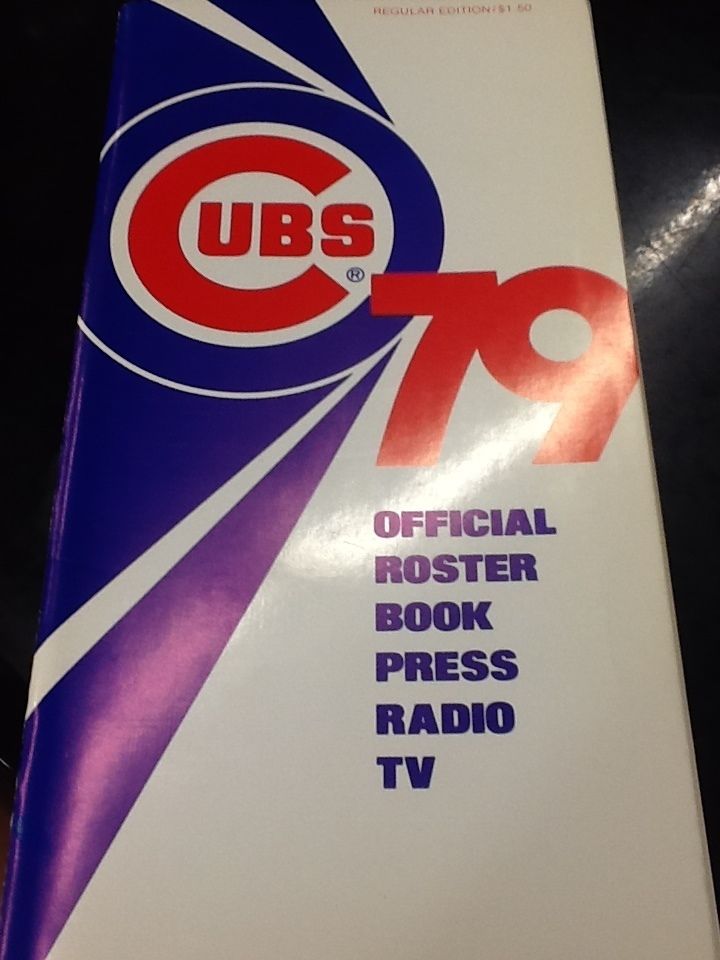 REGULAR EDITION/$1.50
CUBS
®
79
OFFICIAL
ROSTER
BOOK
PRESS
RADIO
TV